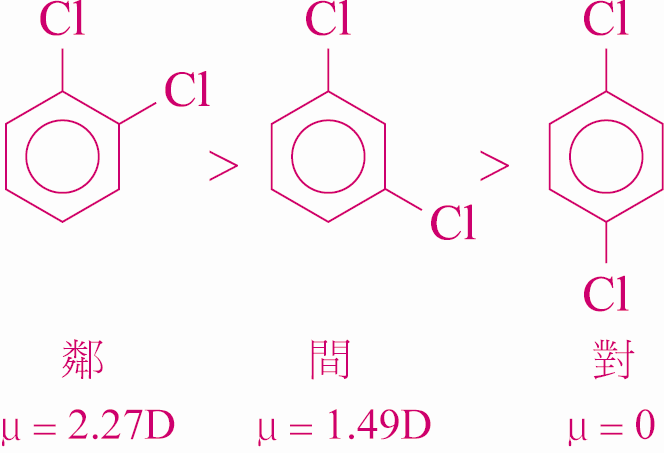 Cl Cl Cl
Cl
> >
Cl
Cl
鄰 間 對
μ = 2.27D μ = 1.49D μ = 0